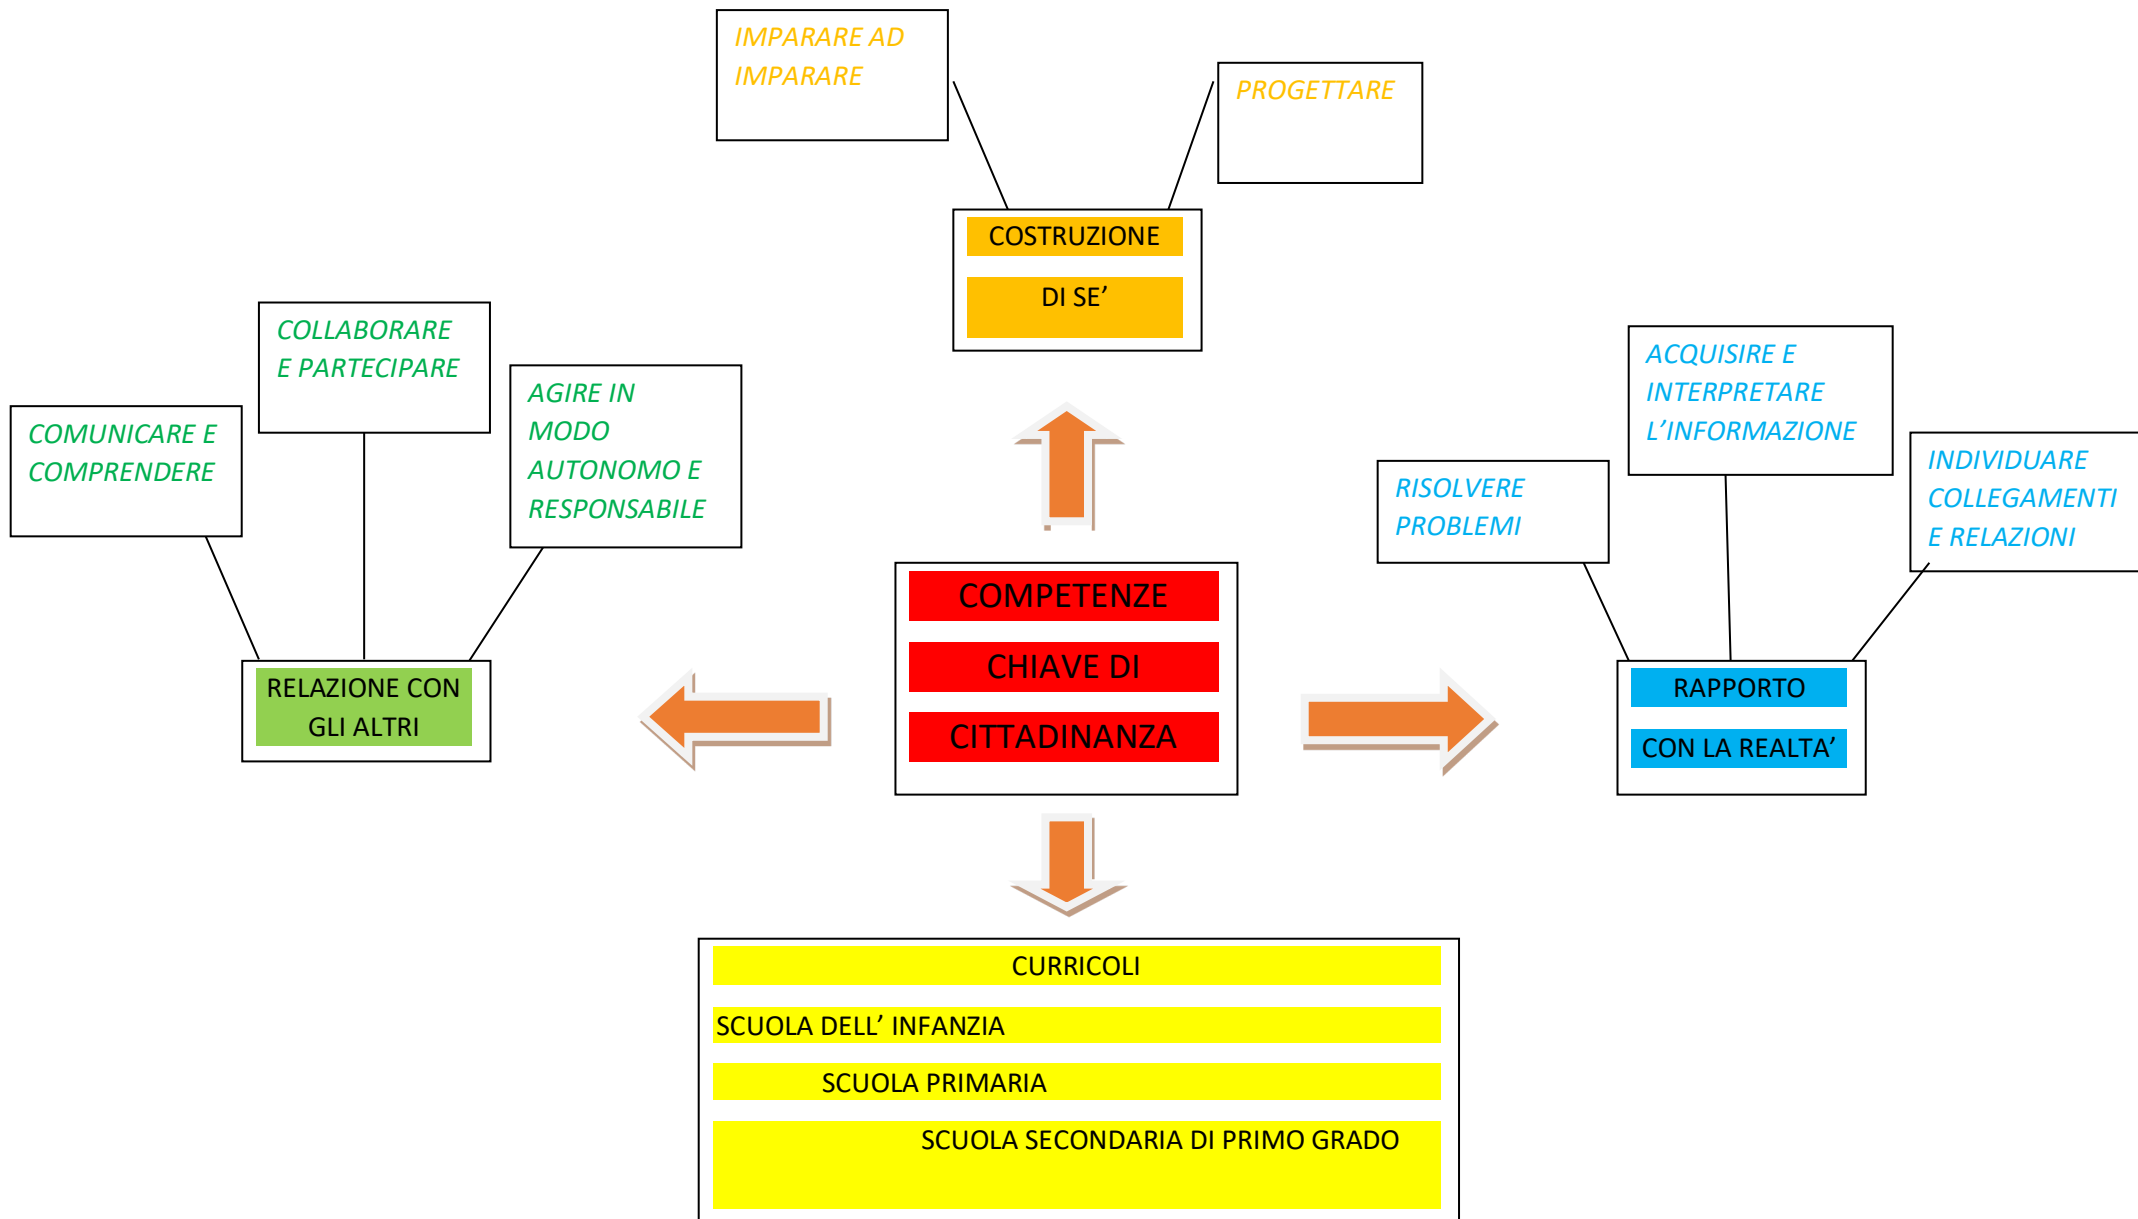 IMPARARE AD
IMPARARE
PROGETTARE
COSTRUZIONE
DI SE’
COLLABORARE
E PARTECIPARE
AGIRE IN
MODO
AUTONOMO E
RESPONSABILE
COMUNICARE E
COMPRENDERE
ACQUISIRE E
INTERPRETARE
L’INFORMAZIONE
INDIVIDUARE
COLLEGAMENTI
E RELAZIONI
RISOLVERE
PROBLEMI
COMPETENZE
CHIAVE DI
CITTADINANZA
RELAZIONE CON
GLI ALTRI
RAPPORTO
CON LA REALTA’
CURRICOLI
SCUOLA DELL’ INFANZIA
SCUOLA PRIMARIA
SCUOLA SECONDARIA DI PRIMO GRADO